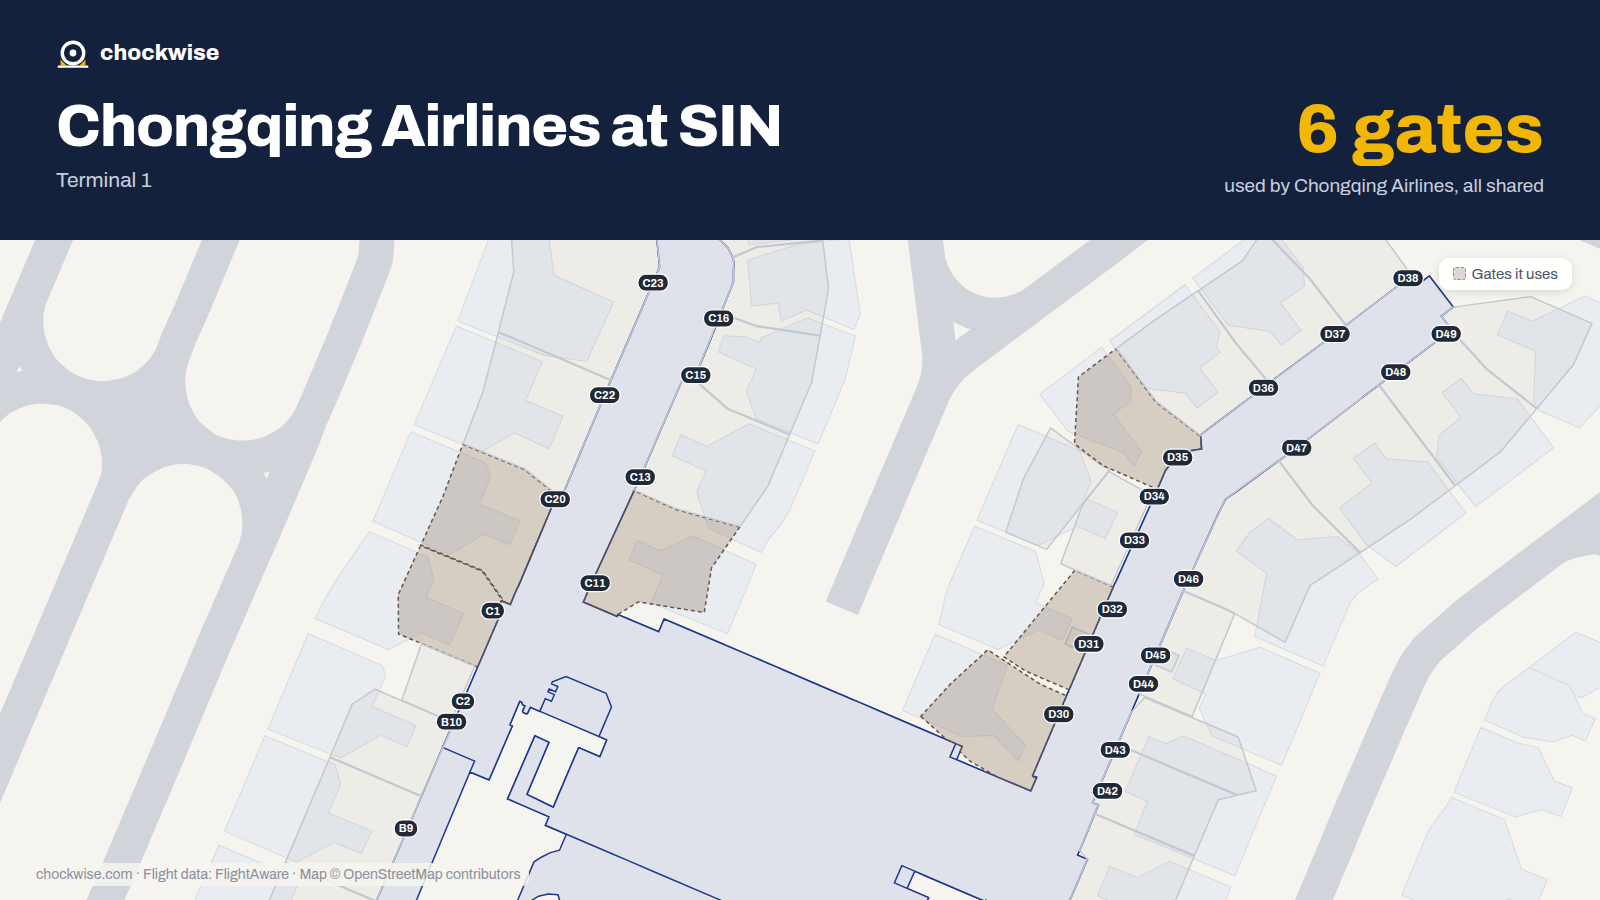 chockwise
Chongqing Airlines at SIN
Terminal 1
6 gates
used by Chongqing Airlines, all shared
Gates it uses
C23
C16
C15
C22
C13
C20
C11
C1
C2
B10
B9
D38
D37
D49
D48
D36
D47
D35
D34
D33
D46
D32
D31
D45
D44
D30
D43
D42
chockwise.com · Flight data: FlightAware · Map © OpenStreetMap contributors